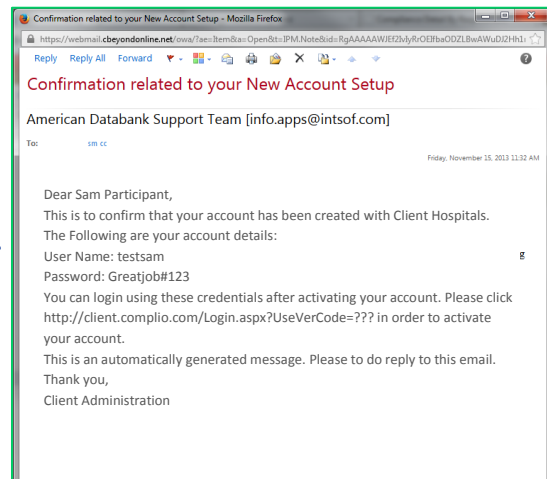 Confirmation related to your New Account Setup - Mozilla Firefox
https://webmail.cbeyondonline.net/owa/?ae=Item&a=Open&t=IPM.Note&id=
Reply Reply All Forward
Confirmation related to your New Account Setup
American Databank Support Team [info.apps@intsof.com]
To: sm cc
Friday, November 15, 2013 11:32 AM
Dear Sam Participant,
This is to confirm that your account has been created with Client Hospitals.
The Following are your account details:
User Name: testsam
g
Password: Greatjob#123
You can login using these credentials after activating your account. Please click
http://client.complio.com/Login.aspx?UseVerCode=??? in order to activate
your account.
This is an automatically generated message. Please to do reply to this email.
Thank you,
Client Administration